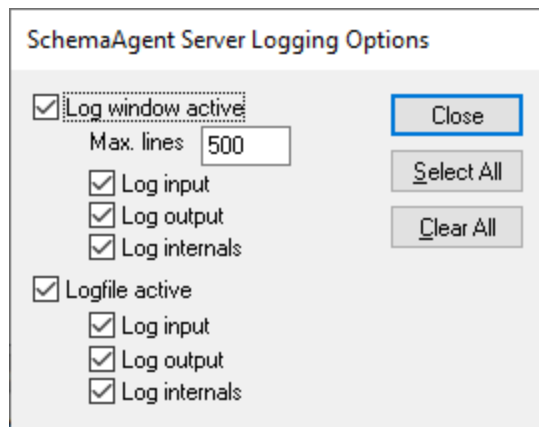 SchemaAgent Server Logging Options
Log window active
Close
Max. lines 500
Select All
Log input
Log output
Clear All
Log internals
Logfile active
Log input
Log output
Log internals